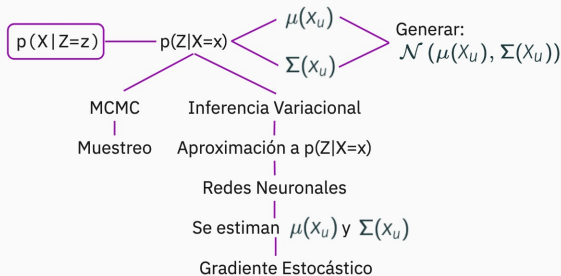 p(X|Z=z)
p(Z|X=x)
μ(Xᵤ)
Σ(Xᵤ)
Generar:
𝒩 (μ(Xᵤ), Σ(Xᵤ))
MCMC
Muestreo
Inferencia Variacional
Aproximación a p(Z|X=x)
Redes Neuronales
Se estiman μ(Xᵤ) y Σ(Xᵤ)
Gradiente Estocástico